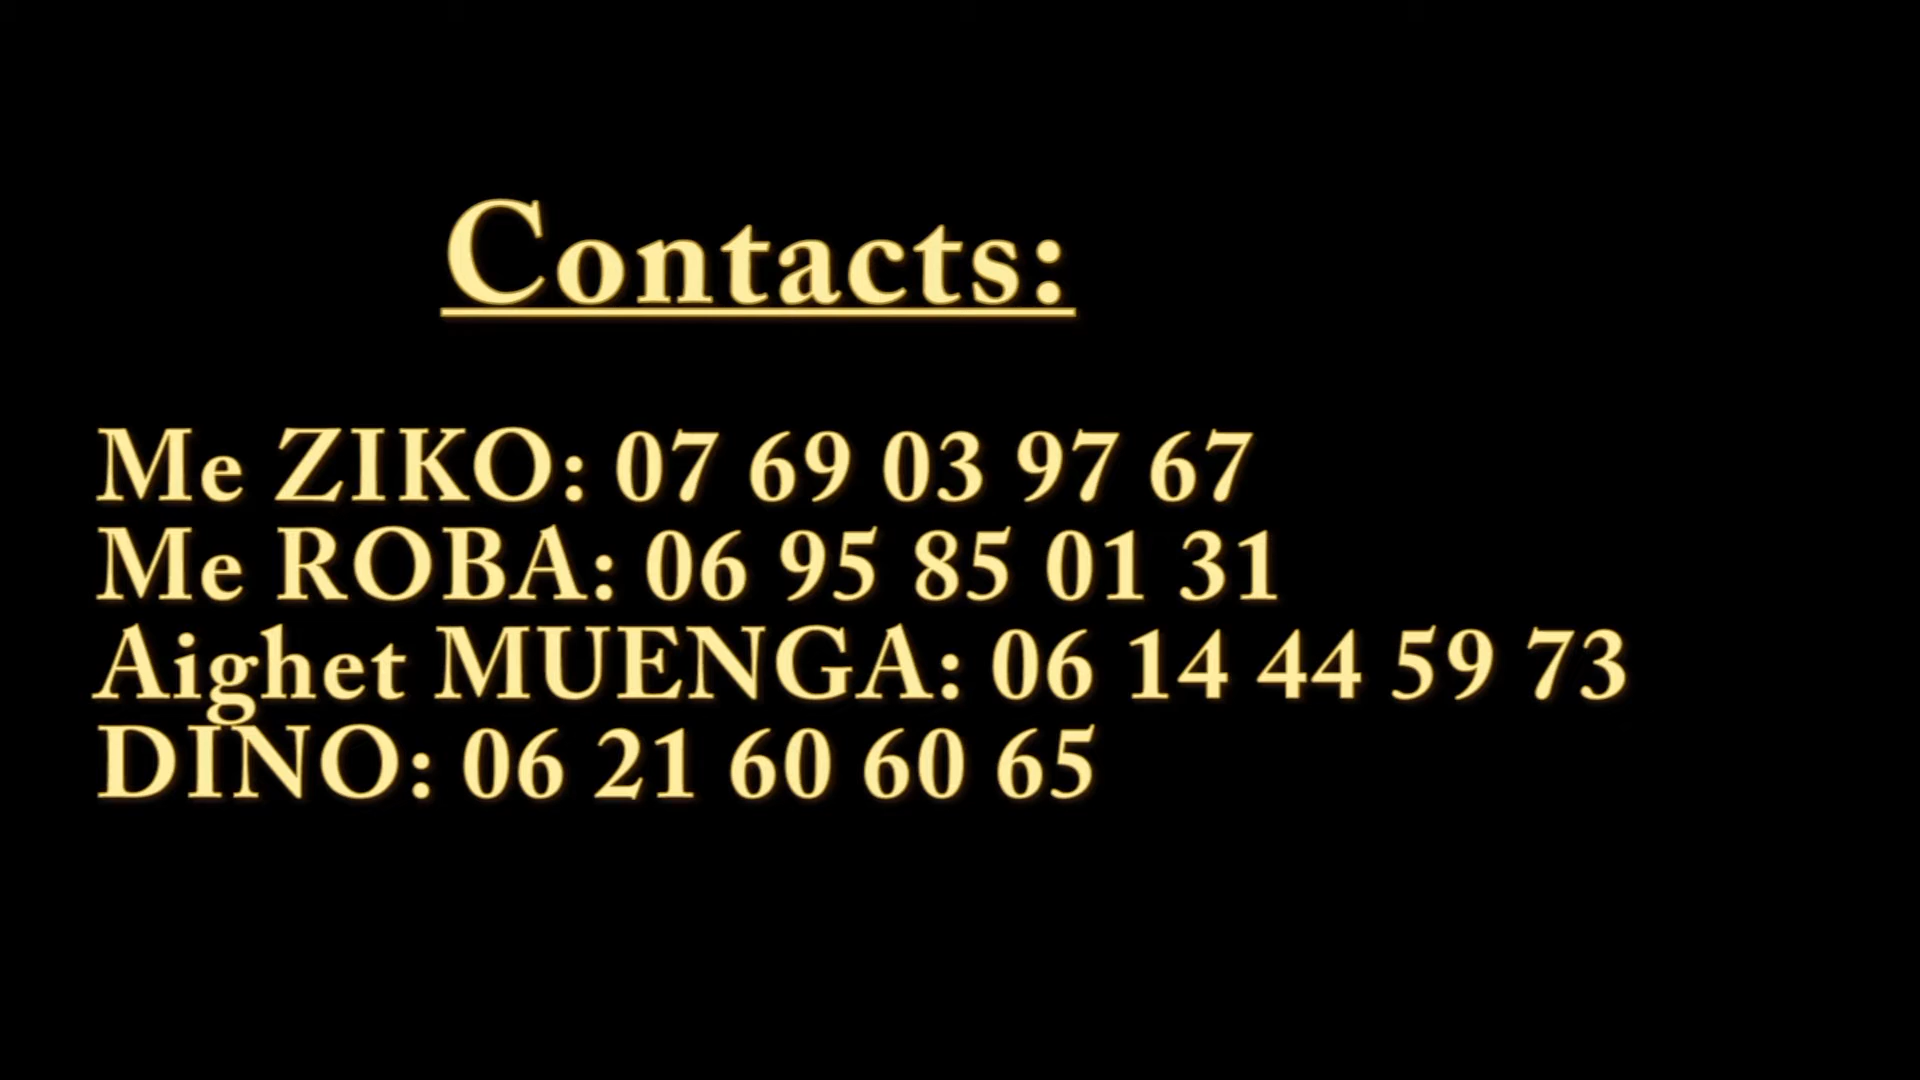 Contacts:
Me ZIKO: 07 69 03 97 67
Me ROBA: 06 95 85 01 31
Aighet MUENGA: 06 14 44 59 73
DINO: 06 21 60 60 65